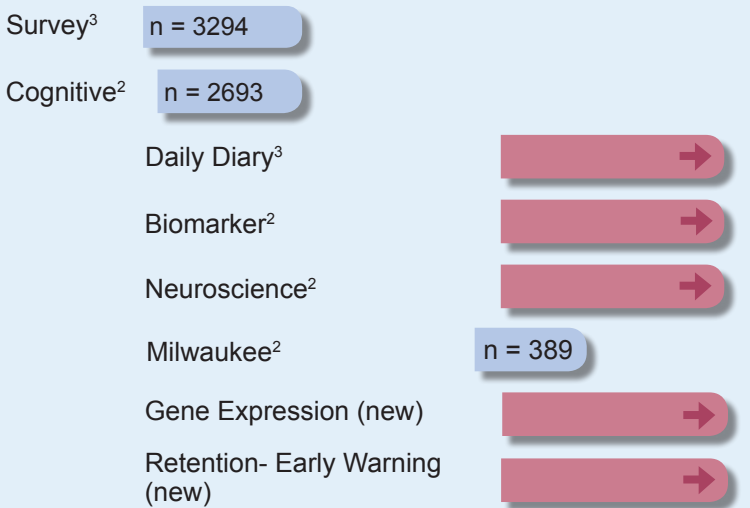 Survey³ n = 3294
Cognitive² n = 2693
Daily Diary³
Biomarker²
Neuroscience²
Milwaukee² n = 389
Gene Expression (new)
Retention- Early Warning
(new)